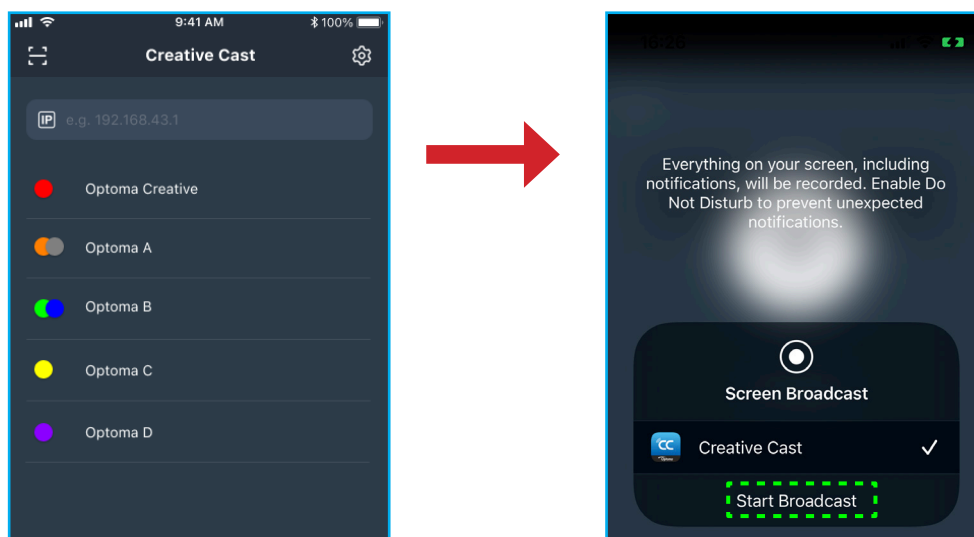 9:41 AM
100%
Creative Cast
IP e.g. 192.168.43.1
Optoma Creative
Optoma A
Optoma B
Optoma C
Optoma D
Everything on your screen, including
notifications, will be recorded. Enable Do
Not Disturb to prevent unexpected
notifications.
Screen Broadcast
CC
Creative Cast
Start Broadcast